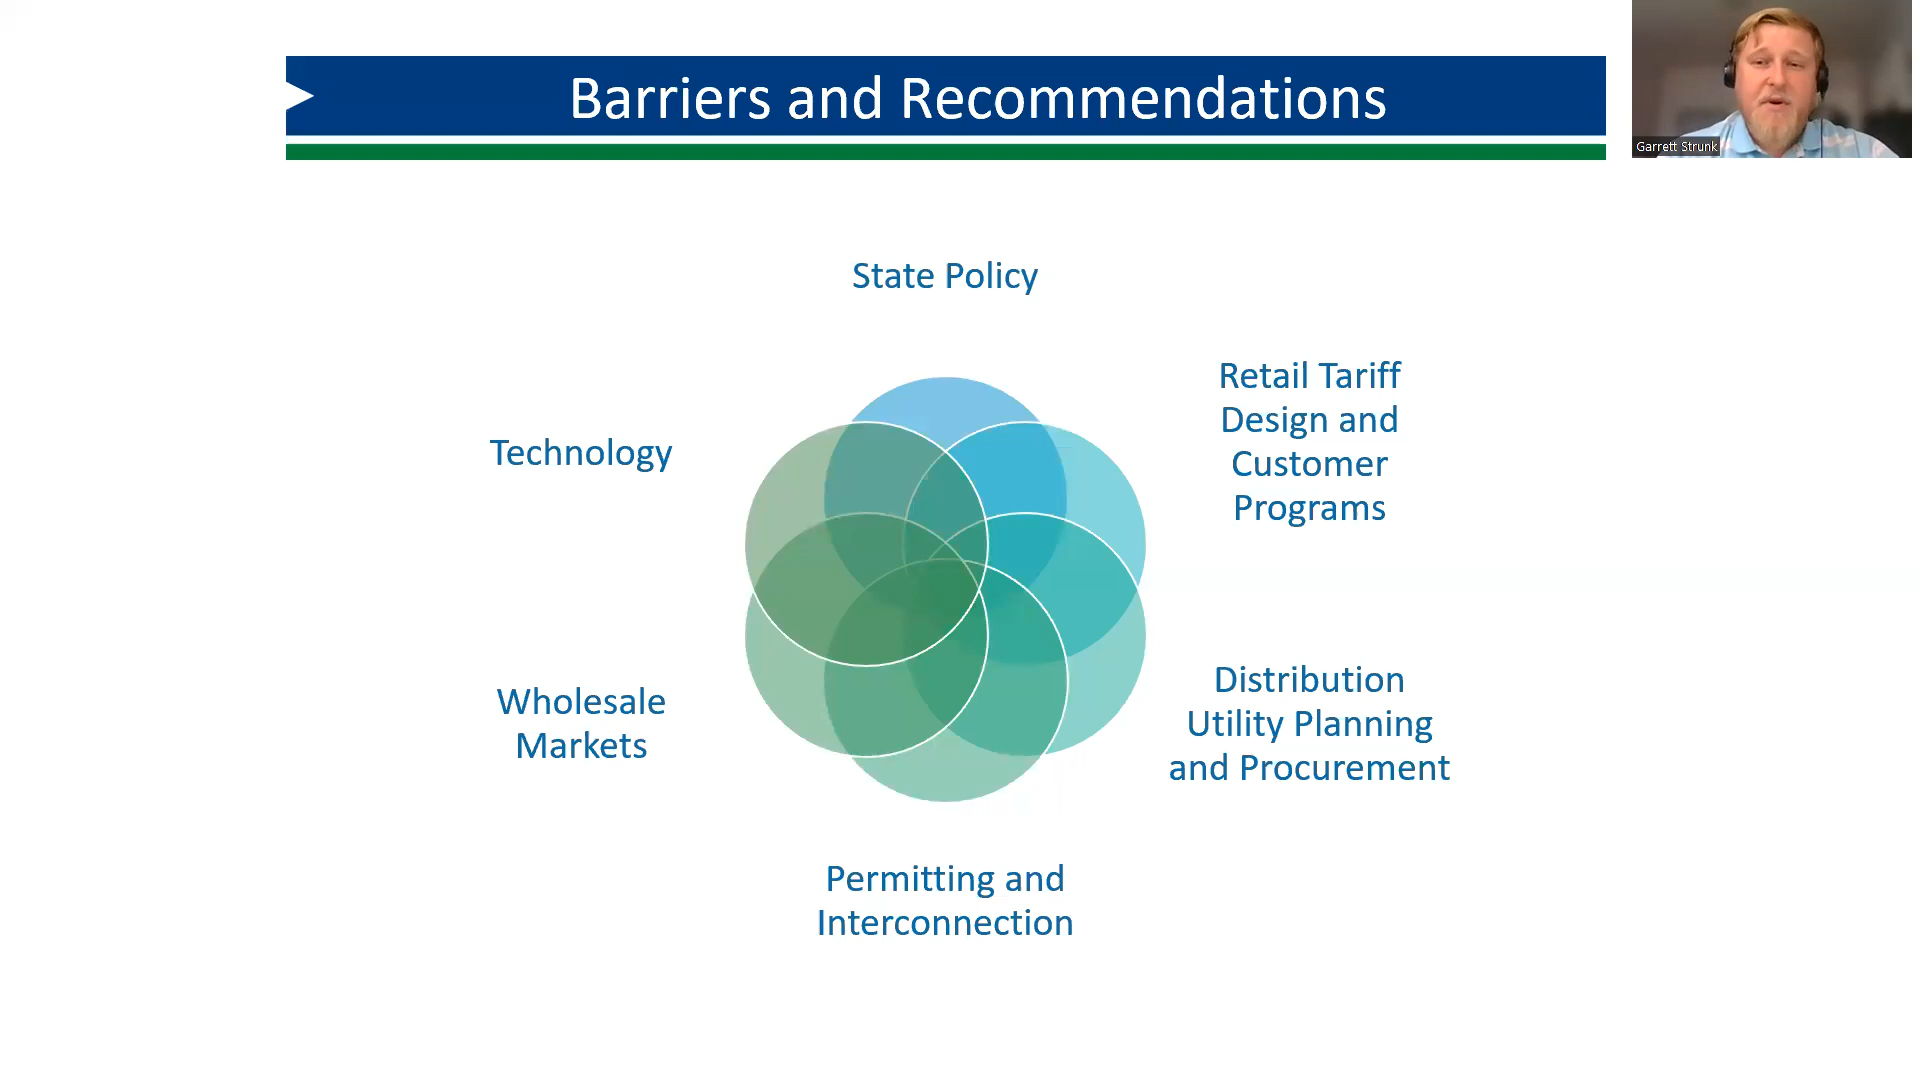 Barriers and Recommendations
Garrett Strunk
State Policy
Retail Tariff
Design and
Customer
Programs
Technology
Distribution
Utility Planning
and Procurement
Wholesale
Markets
Permitting and
Interconnection